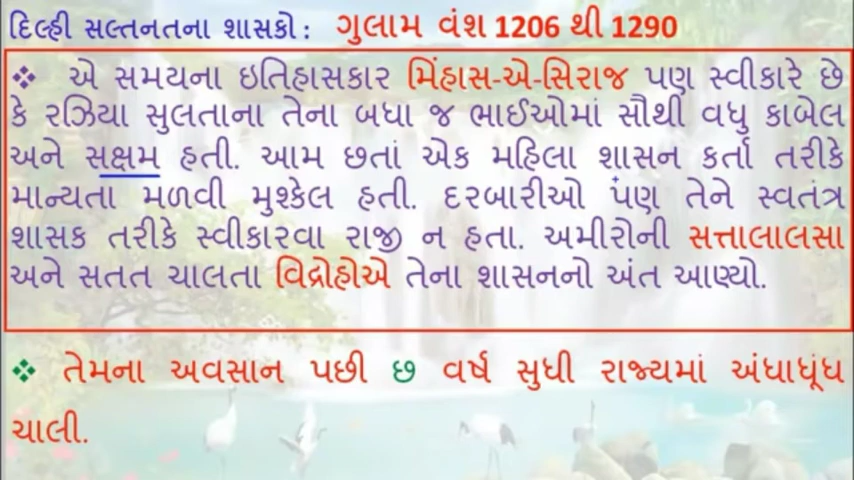 દિલ્હી સલ્તનતના શાસકો : ગુલામ વંશ 1206 થી 1290
❖ એ સમયના ઇતિહાસકાર મિંહાસ-એ-સિરાજ પણ સ્વીકારે છે
કે રઝિયા સુલતાના તેના બધા જ ભાઈઓમાં સૌથી વધુ કાબેલ
અને સક્ષમ હતી. આમ છતાં એક મહિલા શાસન કર્તા તરીકે
માન્યતા મળવી મુશ્કેલ હતી. દરબારીઓ પણ તેને સ્વતંત્ર
શાસક તરીકે સ્વીકારવા રાજી ન હતા. અમીરોની સત્તાલાલસા
અને સતત ચાલતા વિદ્રોહોએ તેના શાસનનો અંત આણ્યો.
❖ તેમના અવસાન પછી છ વર્ષ સુધી રાજ્યમાં અંધાધૂંધ
ચાલી.